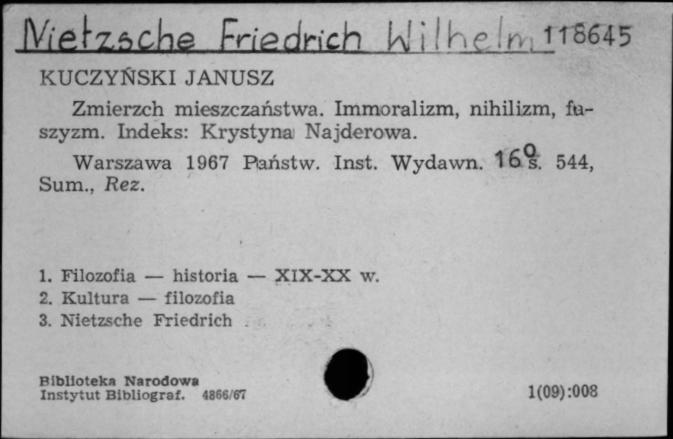 Nietzsche Friedrich Wilhelm 118645
KUCZYŃSKI JANUSZ
Zmierzch mieszczaństwa. Immoralizm, nihilizm, fa-
szyzm. Indeks: Krystyna Najderowa.
Warszawa 1967 Państw. Inst. Wydawn. 16° s. 544,
Sum., Rez.
1. Filozofia — historia — XIX-XX w.
2. Kultura — filozofia
3. Nietzsche Friedrich
Biblioteka Narodowa
Instytut Bibliograf. 4866/67 1(09):008